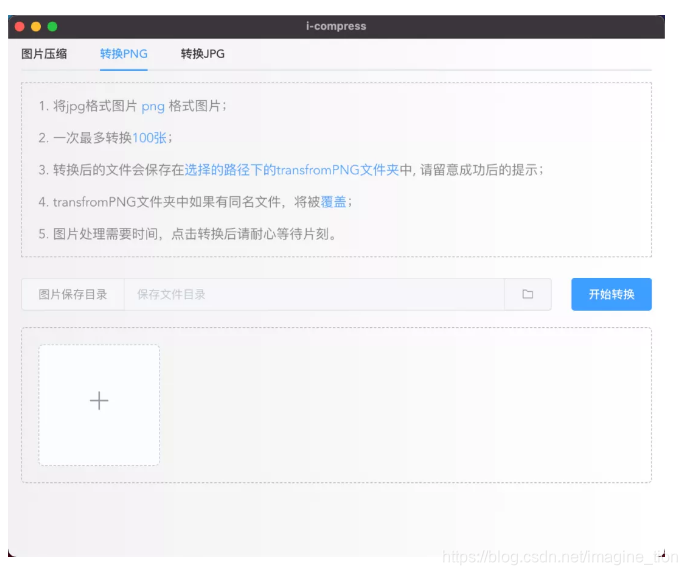 i-compress
图片压缩 转换PNG 转换JPG
1. 将jpg格式图片 png 格式图片；
2. 一次最多转换100张；
3. 转换后的文件会保存在选择的路径下的transfromPNG文件夹中, 请留意成功后的提示；
4. transfromPNG文件夹中如果有同名文件，将被覆盖；
5. 图片处理需要时间，点击转换后请耐心等待片刻。
图片保存目录 保存文件目录 开始转换
https://blog.csdn.net/imagine_tion